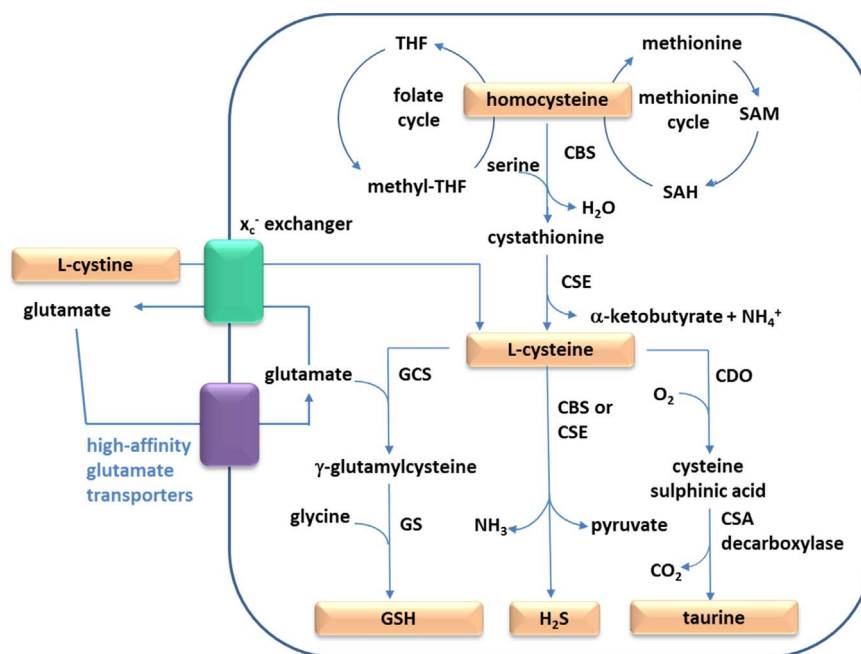 THF
methionine
folate
cycle
homocysteine
methionine
cycle
SAM
methyl-THF
serine
CBS
SAH
H₂O
cystathionine
x꜀⁻ exchanger
L-cystine
CSE
glutamate
α-ketobutyrate + NH₄⁺
L-cysteine
glutamate
GCS
CDO
O₂
CBS or
CSE
high-affinity
glutamate
transporters
γ-glutamylcysteine
cysteine
sulphinic acid
glycine
GS
NH₃
pyruvate
CSA
decarboxylase
CO₂
GSH
H₂S
taurine